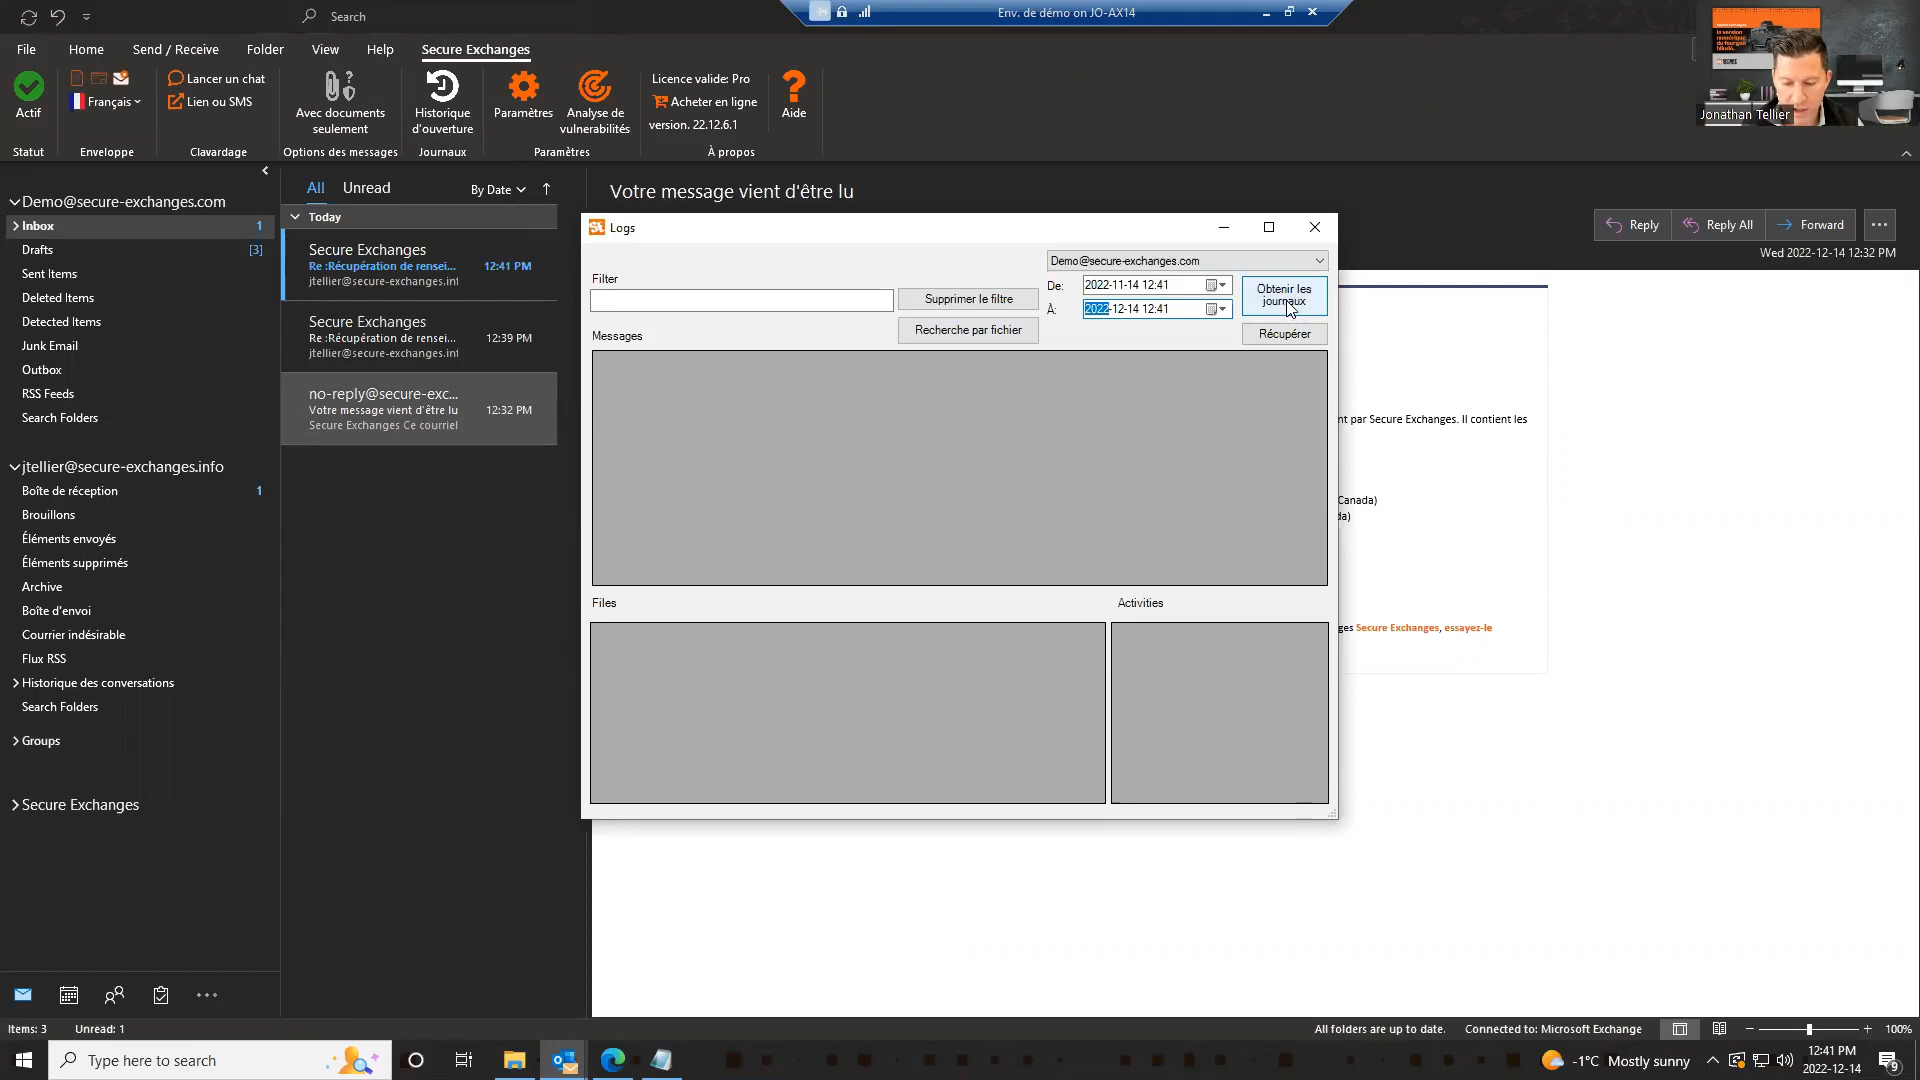 Search
Env. de démo on JO-AX14
File
Home
Send / Receive
Folder
View
Help
Secure Exchanges
Actif
Statut
Français
Enveloppe
Lancer un chat
Lien ou SMS
Clavardage
Avec documents
seulement
Options des messages
Historique
d'ouverture
Journaux
Paramètres
Analyse de
vulnerabilités
Paramètres
Licence valide: Pro
Acheter en ligne
version. 22.12.6.1
À propos
Aide
Jonathan Tellier
Demo@secure-exchanges.com
Inbox 1
Drafts [3]
Sent Items
Deleted Items
Detected Items
Junk Email
Outbox
RSS Feeds
Search Folders
jtellier@secure-exchanges.info
Boîte de réception 1
Brouillons
Éléments envoyés
Éléments supprimés
Archive
Boîte d'envoi
Courrier indésirable
Flux RSS
Historique des conversations
Search Folders
Groups
Secure Exchanges
All
Unread
By Date
Today
Secure Exchanges
Re :Récupération de rensei... 12:41 PM
jtellier@secure-exchanges.inf
Secure Exchanges
Re :Récupération de rensei... 12:39 PM
jtellier@secure-exchanges.inf
no-reply@secure-exc...
Votre message vient d'être lu 12:32 PM
Secure Exchanges Ce courriel
Votre message vient d'être lu
Reply
Reply All
Forward
Wed 2022-12-14 12:32 PM
nt par Secure Exchanges. Il contient les
Canada)
da)
ges Secure Exchanges, essayez-le
Logs
Demo@secure-exchanges.com
Filter
Supprimer le filtre
Recherche par fichier
De: 2022-11-14 12:41
À: 2022-12-14 12:41
Obtenir les
journaux
Récupérer
Messages
Files
Activities
Items: 3
Unread: 1
All folders are up to date.
Connected to: Microsoft Exchange
100%
Type here to search
-1°C Mostly sunny
12:41 PM
2022-12-14
9